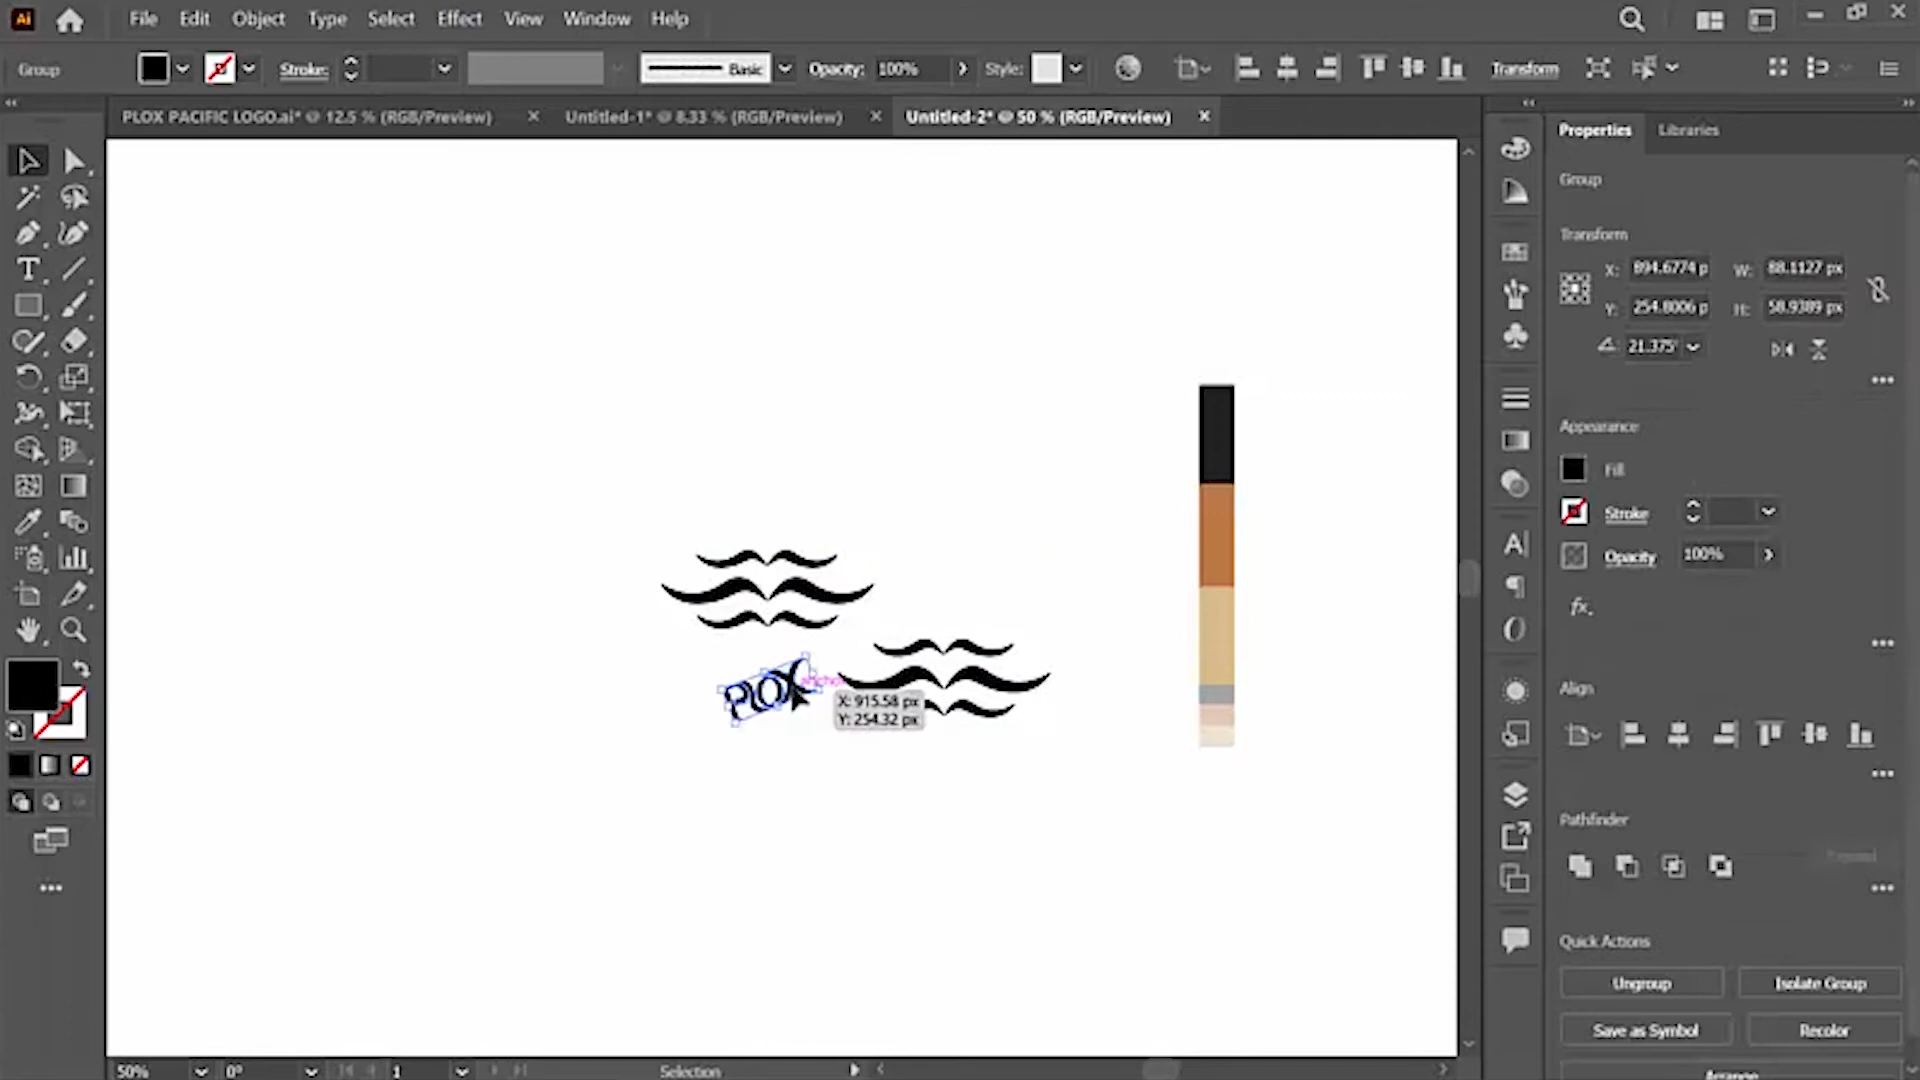 Ai File Edit Object Type Select Effect View Window Help
Group Stroke: Basic Opacity: 100% Style: Transform
PLOX PACIFIC LOGO.ai* @ 12.5 % (RGB/Preview) Untitled-1* @ 8.33 % (RGB/Preview) Untitled-2* @ 50 % (RGB/Preview)
Properties Libraries
Group
Transform
X: 894.6774 p W: 88.1127 px
Y: 254.8006 p H: 58.9389 px
21.375°
Appearance
Fill
Stroke
Opacity 100%
fx.
PLOX
X: 915.58 px
Y: 254.32 px
Align
Pathfinder
Quick Actions
Ungroup Isolate Group
Save as Symbol Recolor
Arrange
50% 0° 1 Selection